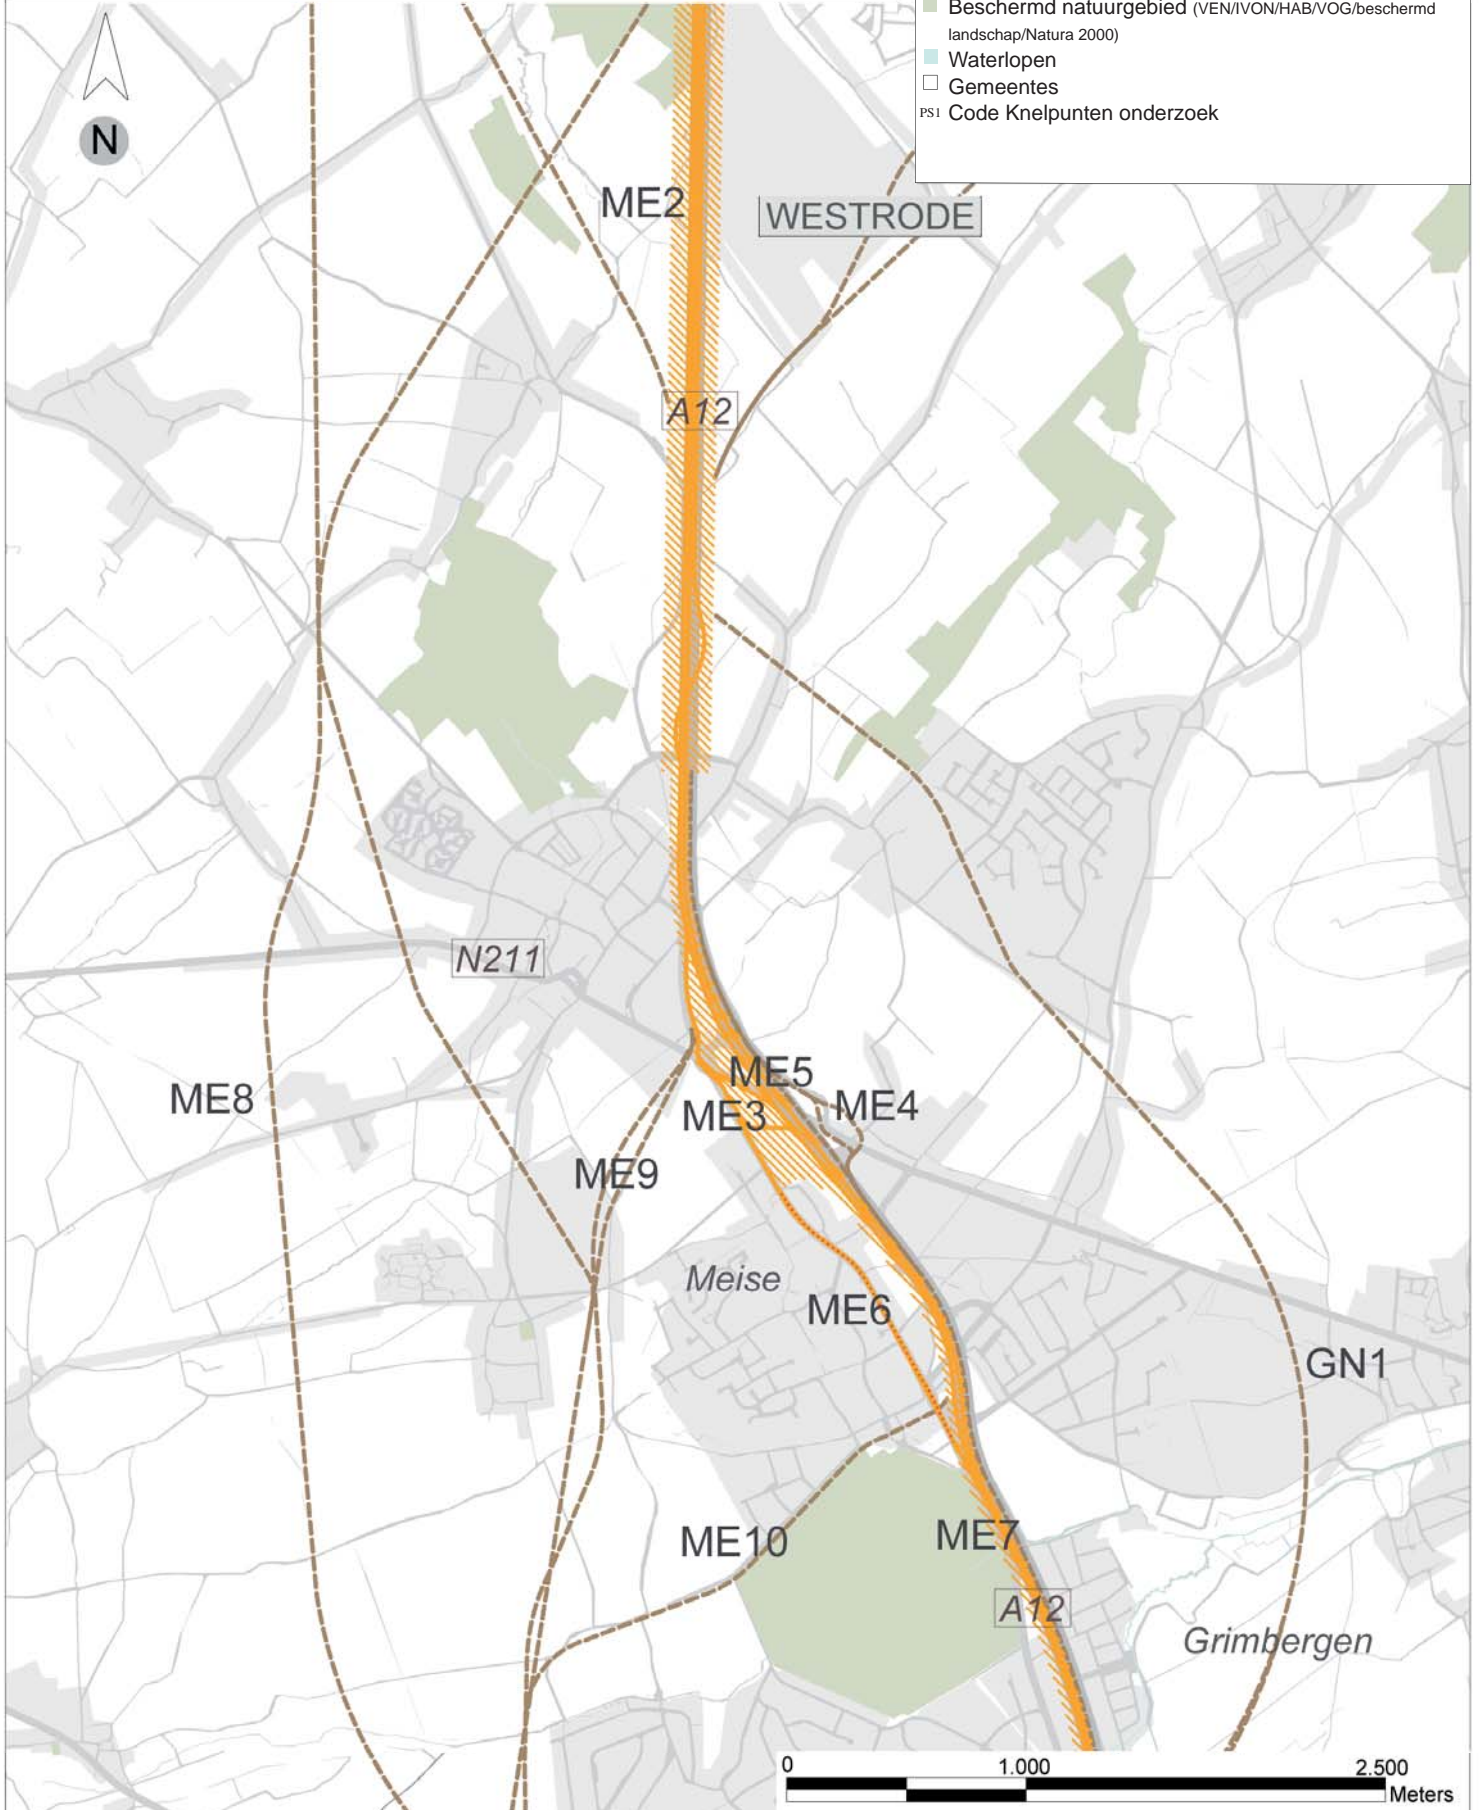 Beschermd natuurgebied (VEN/IVON/HAB/VOG/beschermd
landschap/Natura 2000)
Waterlopen
Gemeentes
PS1 Code Knelpunten onderzoek
N
ME2
WESTRODE
A12
N211
ME5
ME8
ME3
ME4
ME9
Meise
ME6
GN1
ME10
ME7
A12
Grimbergen
0 1.000 2.500
Meters